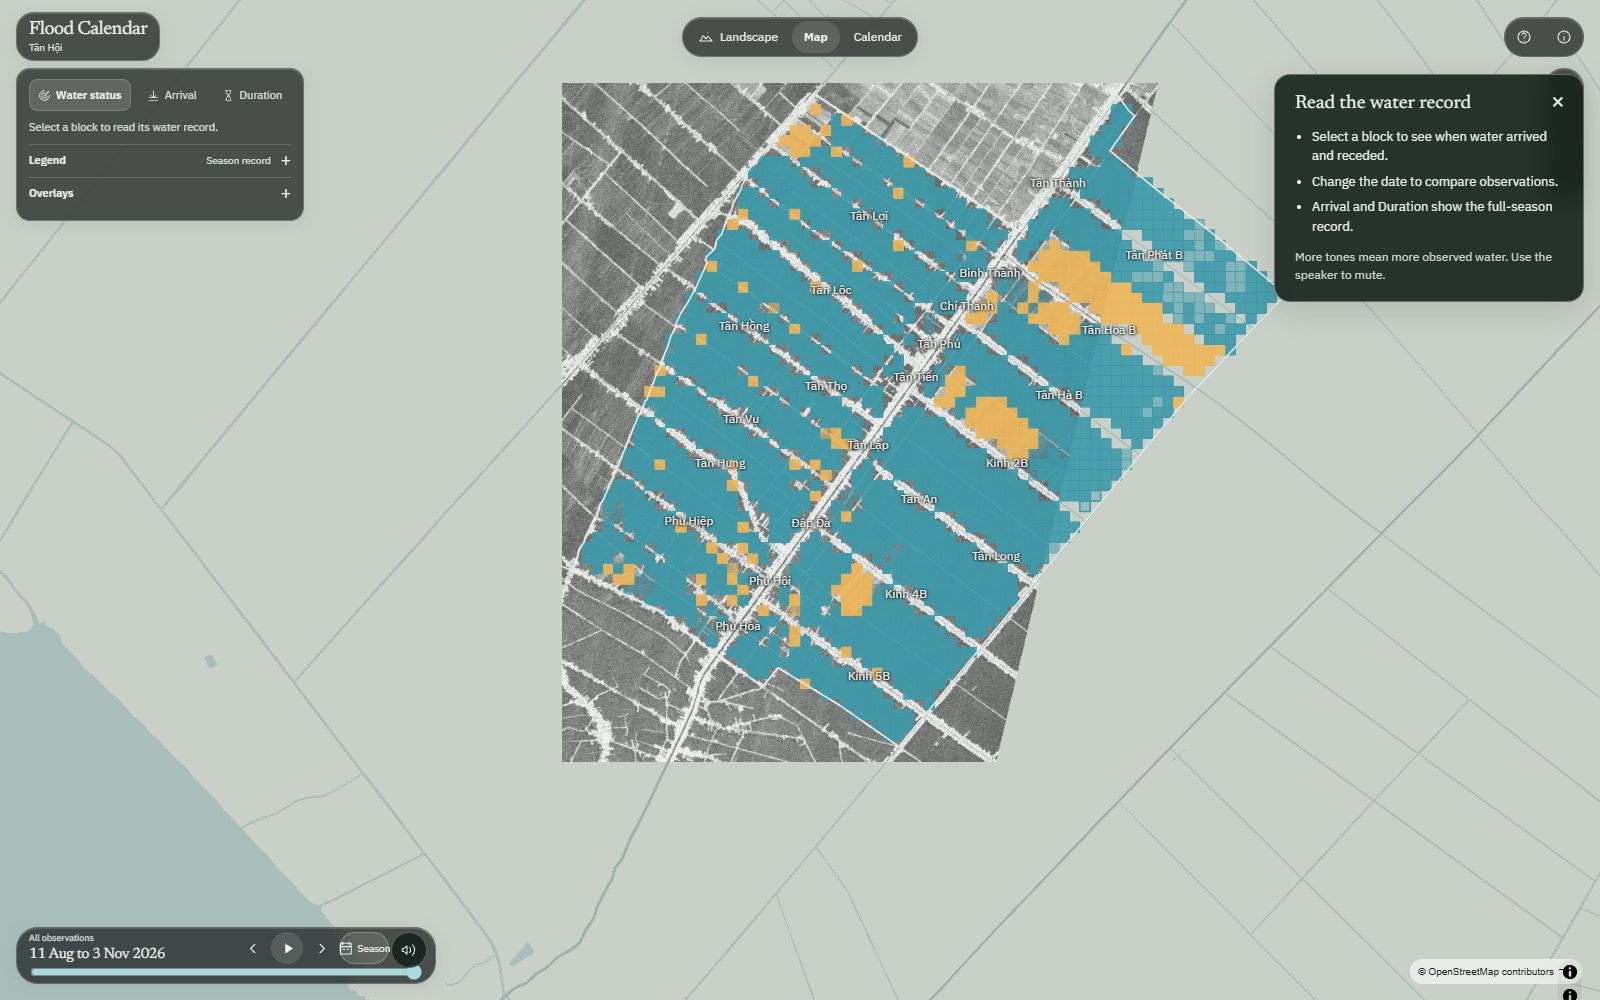 Flood Calendar
Tân Hội
Landscape
Map
Calendar
Water status
Arrival
Duration
Select a block to read its water record.
Legend
Season record
Overlays
Read the water record
Select a block to see when water arrived
and receded.
Change the date to compare observations.
Arrival and Duration show the full-season
record.
More tones mean more observed water. Use the
speaker to mute.
Tân Thành
Tân Lợi
Tân Phát B
Bình Thành
Tân Lộc
Chí Thành
Tân Hồng
Tân Hòa B
Tân Phú
Tân Tiến
Tân Thọ
Tân Hà B
Tân Vụ
Tân Lập
Tân Hưng
Kinh 2B
Tân An
Phú Hiệp
Đập Đá
Tân Long
Phú Hội
Kinh 4B
Phú Hòa
Kinh 5B
All observations
11 Aug to 3 Nov 2026
Season
© OpenStreetMap contributors